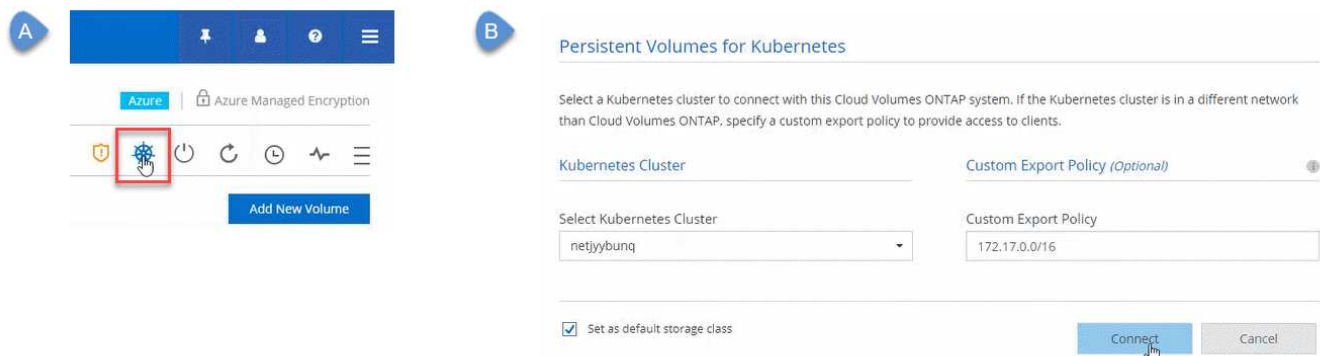 A
Azure
Azure Managed Encryption
Add New Volume
B
Persistent Volumes for Kubernetes
Select a Kubernetes cluster to connect with this Cloud Volumes ONTAP system. If the Kubernetes cluster is in a different network
than Cloud Volumes ONTAP, specify a custom export policy to provide access to clients.
Kubernetes Cluster
Custom Export Policy (Optional)
Select Kubernetes Cluster
Custom Export Policy
netjyybunq
172.17.0.0/16
Set as default storage class
Connect
Cancel